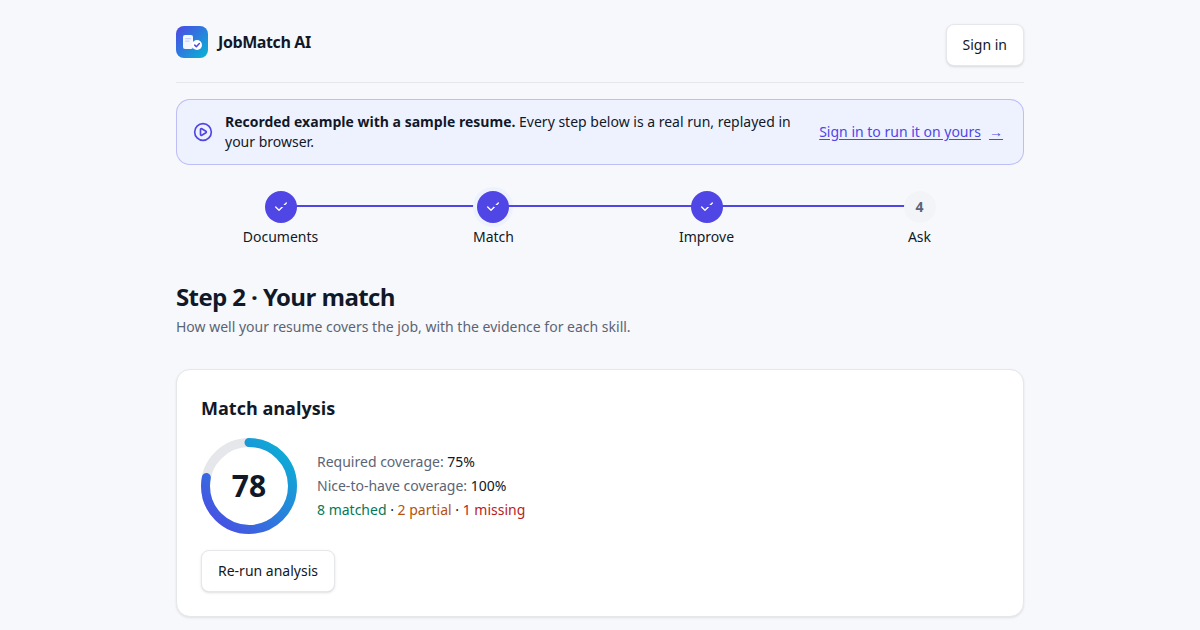 JobMatch AI
Sign in
Recorded example with a sample resume. Every step below is a real run, replayed in
your browser.
Sign in to run it on yours →
4
Documents
Match
Improve
Ask
Step 2 · Your match
How well your resume covers the job, with the evidence for each skill.
Match analysis
78
Required coverage: 75%
Nice-to-have coverage: 100%
8 matched · 2 partial · 1 missing
Re-run analysis